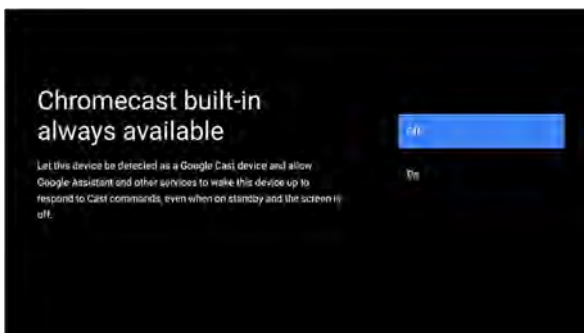 Chromecast built-in
always available
Let this device be detected as a Google Cast device and allow
Google Assistant and other services to wake this device up to
respond to Cast commands, even when on standby and the screen is
off.
On